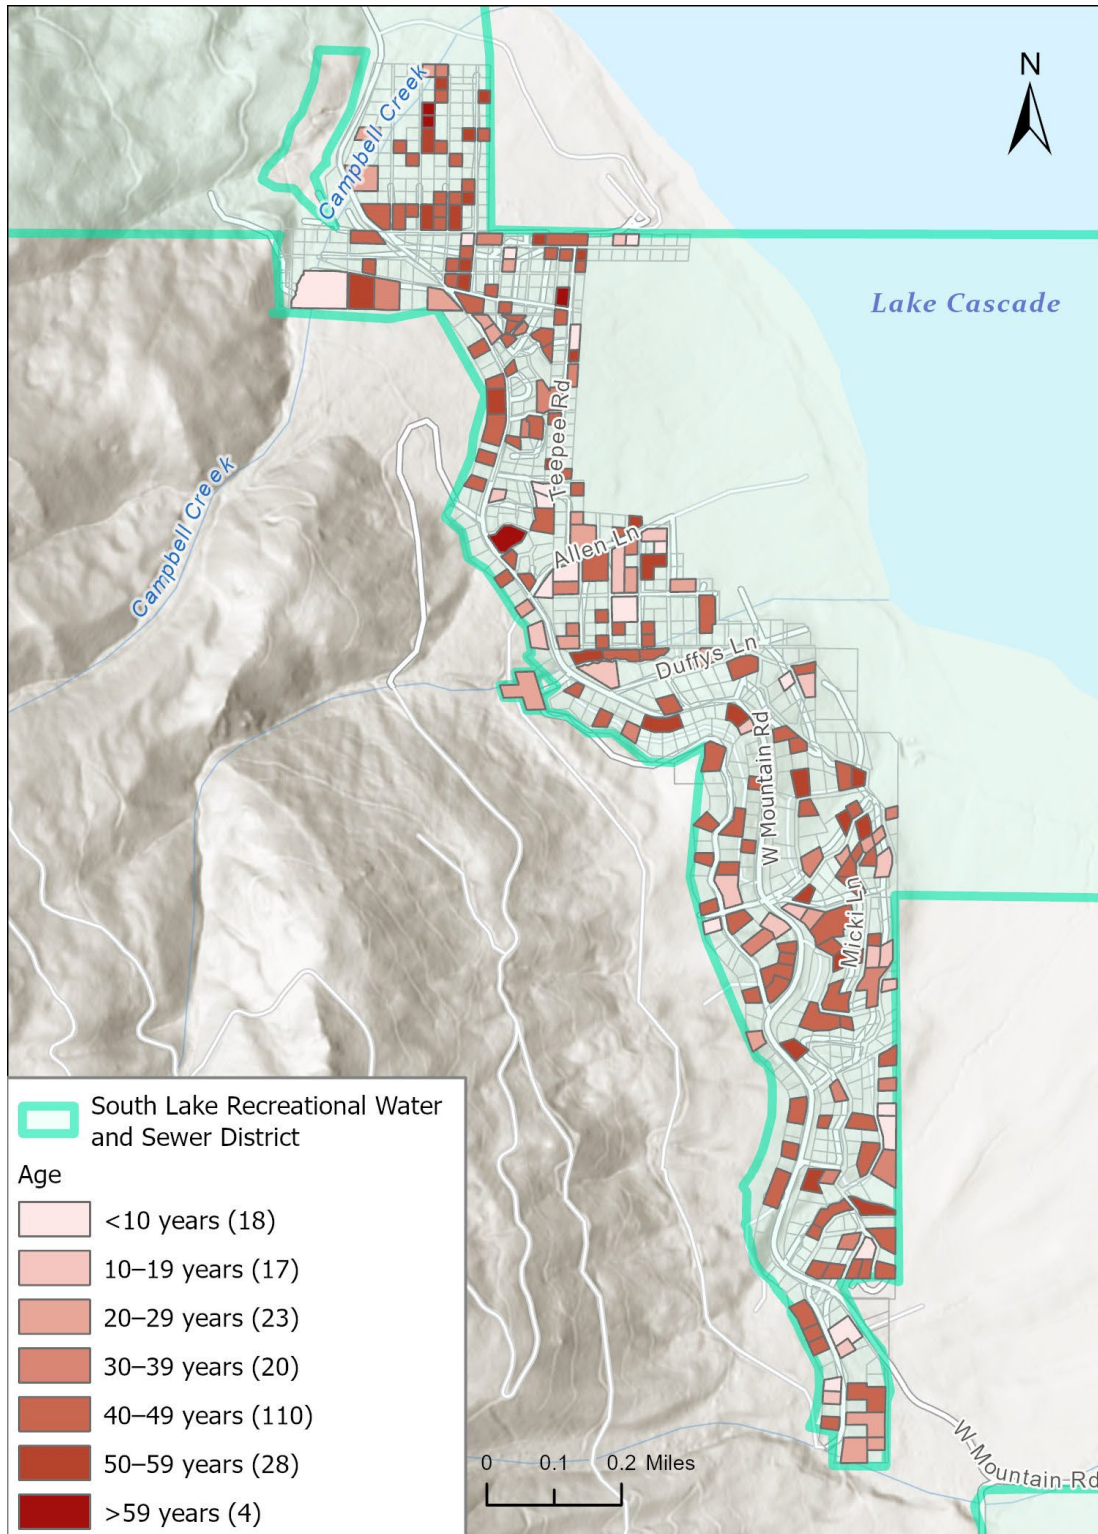 N
Campbell Creek
Lake Cascade
Teepee Rd
Campbell Creek
Allen Ln
Duffys Ln
W Mountain Rd
Micki Ln
South Lake Recreational Water
and Sewer District
Age
<10 years (18)
10–19 years (17)
20–29 years (23)
30–39 years (20)
40–49 years (110)
50–59 years (28)
>59 years (4)
0 0.1 0.2 Miles
W Mountain Rd